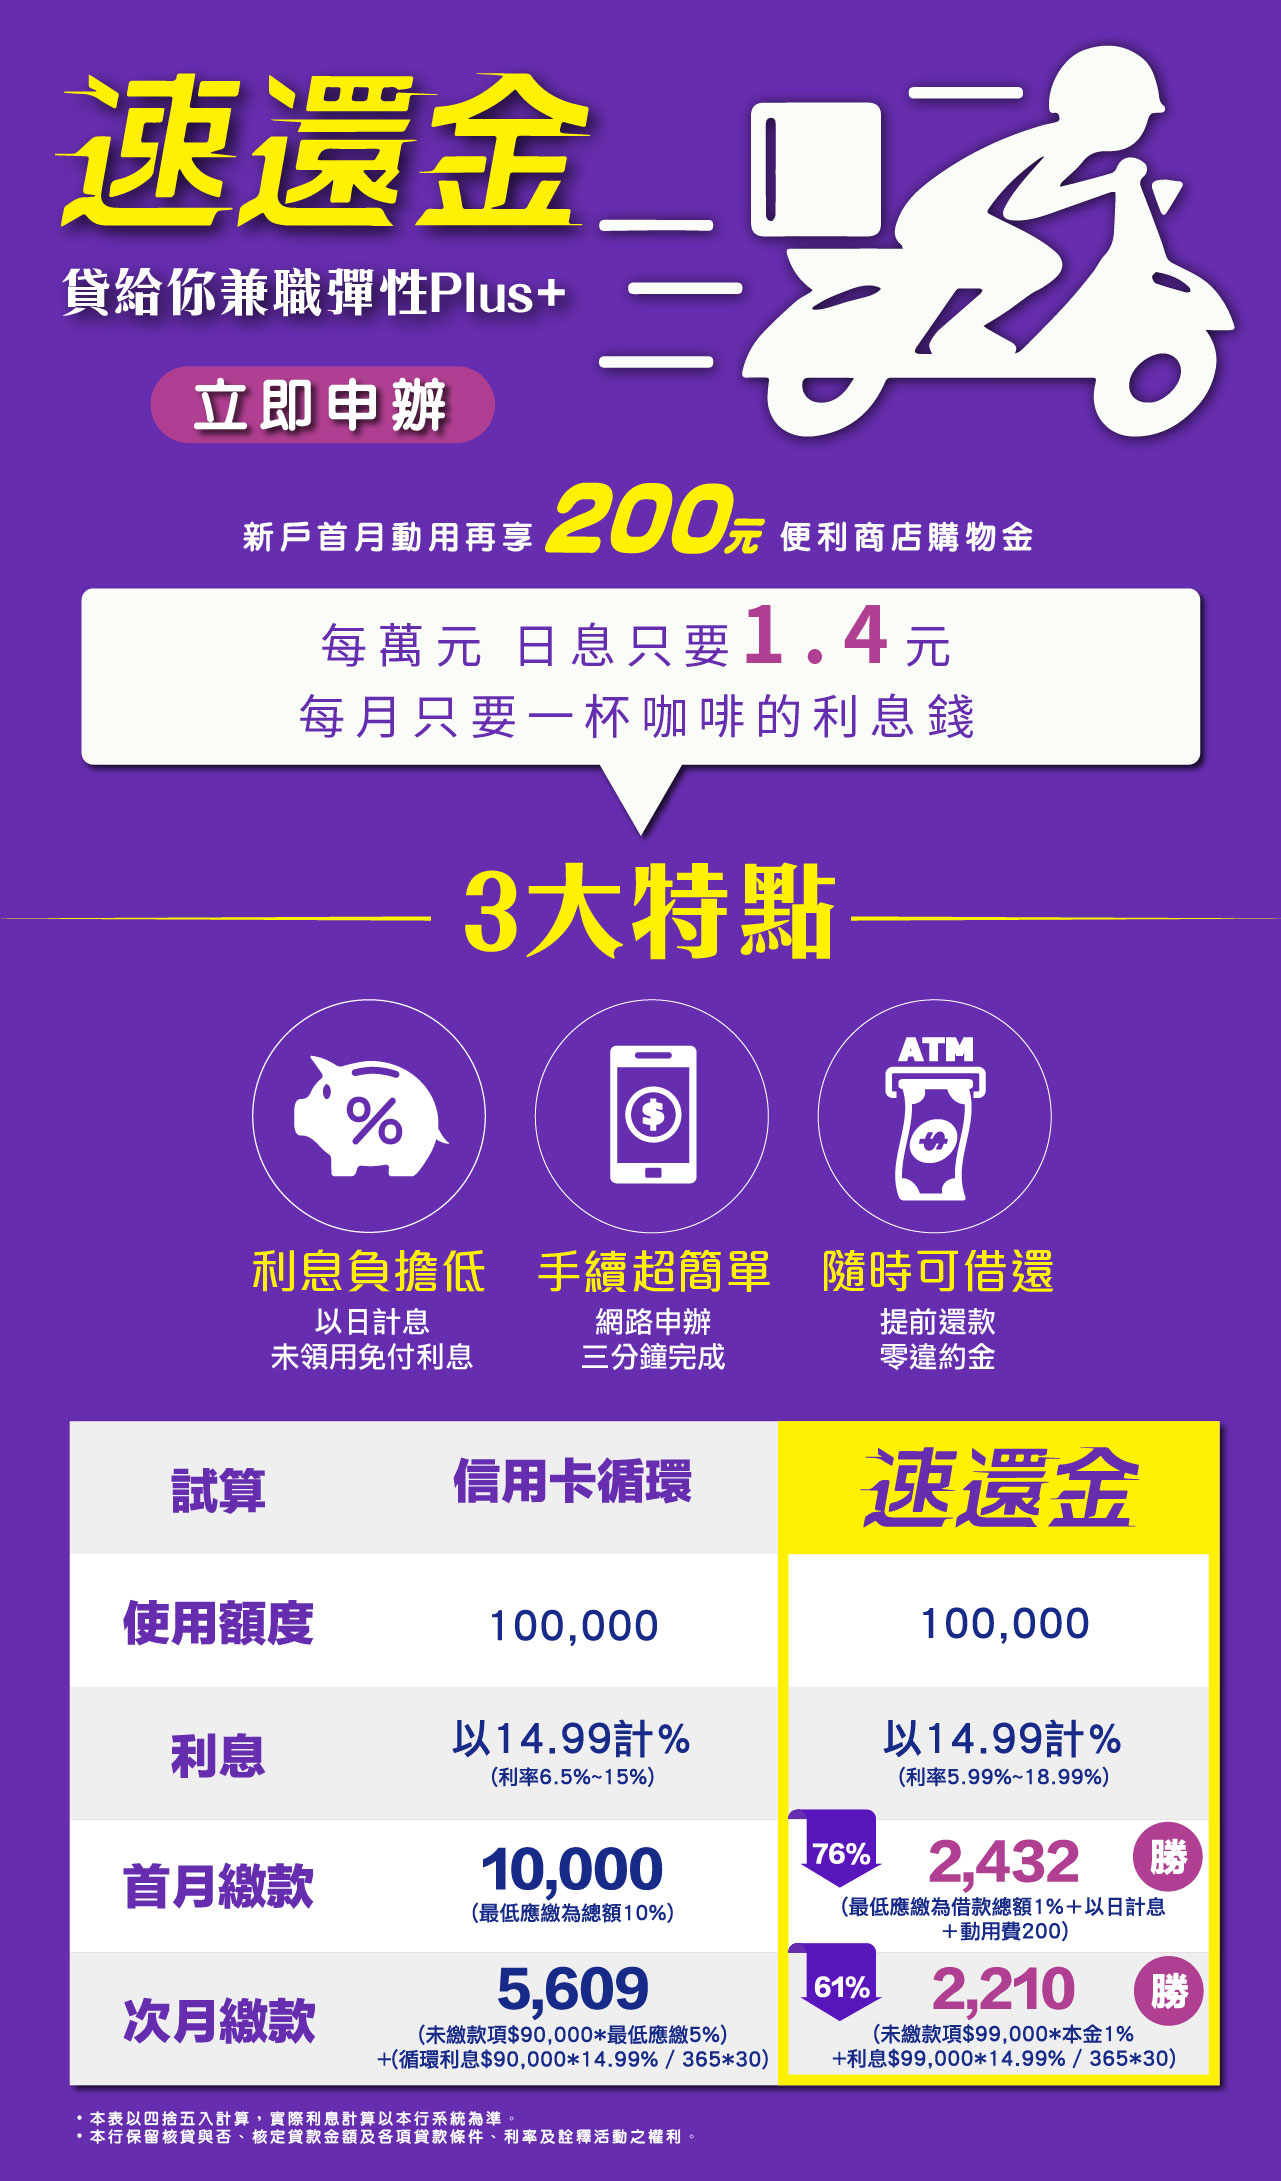 速還金
貸給你兼職彈性Plus+
立即申辦
新戶首月動用再享200元便利商店購物金
每萬元 日息只要1.4元
每月只要一杯咖啡的利息錢
3大特點
%
$
ATM
$
利息負擔低 手續超簡單 隨時可借還
以日計息 網路申辦 提前還款
未領用免付利息 三分鐘完成 零違約金
試算 信用卡循環 速還金
使用額度 100,000 100,000
利息 以14.99計% 以14.99計%
(利率6.5%~15%) (利率5.99%~18.99%)
首月繳款 10,000 76% 2,432 勝
(最低應繳為總額10%) (最低應繳為借款總額1%+以日計息
+動用費200)
次月繳款 5,609 61% 2,210 勝
(未繳款項$90,000*最低應繳5%) (未繳款項$99,000*本金1%
+(循環利息$90,000*14.99% / 365*30) +利息$99,000*14.99% / 365*30)
•本表以四捨五入計算，實際利息計算以本行系統為準。
•本行保留核貸與否、核定貸款金額及各項貸款條件、利率及詮釋活動之權利。